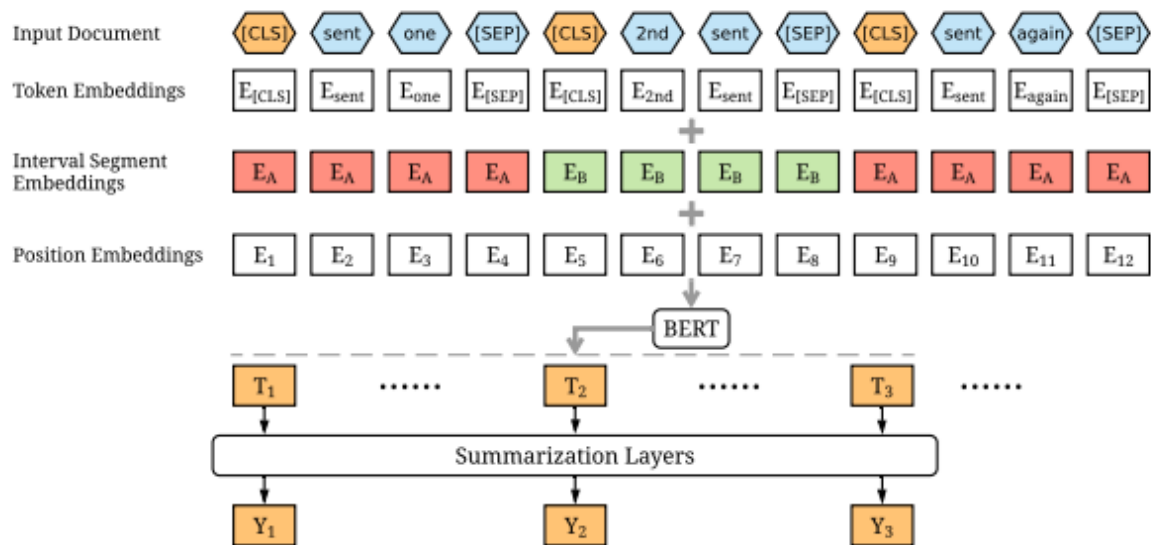 Input Document [CLS] sent one [SEP] [CLS] 2nd sent [SEP] [CLS] sent again [SEP]
Token Embeddings E[CLS] Esent Eone E[SEP] E[CLS] E2nd Esent E[SEP] E[CLS] Esent Eagain E[SEP]
+
Interval Segment
Embeddings EA EA EA EA EB EB EB EB EA EA EA EA
+
Position Embeddings E1 E2 E3 E4 E5 E6 E7 E8 E9 E10 E11 E12
BERT
T1 ...... T2 ...... T3 ......
Summarization Layers
Y1 Y2 Y3